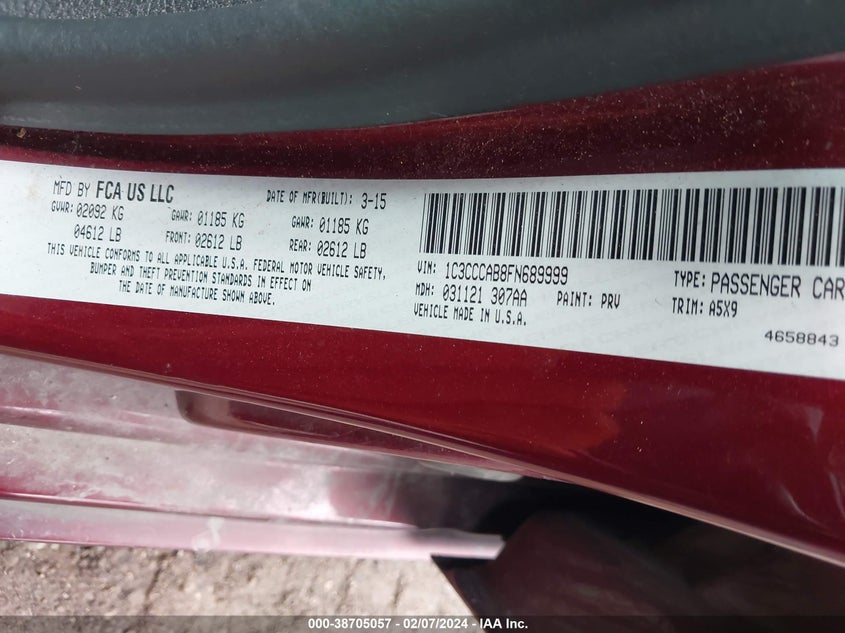 MFD BY FCA US LLC DATE OF MFR(BUILT): 3-15
GVWR: 02092 KG GAWR: 01185 KG GAWR: 01185 KG
04612 LB FRONT: 02612 LB REAR: 02612 LB
THIS VEHICLE CONFORMS TO ALL APPLICABLE U.S.A. FEDERAL MOTOR VEHICLE SAFETY,
BUMPER AND THEFT PREVENTION STANDARDS IN EFFECT ON
THE DATE OF MANUFACTURE SHOWN ABOVE.
VIN: 1C3CCCAB8FN689999 TYPE: PASSENGER CAR
MDH: 031121 307AA PAINT: PRV TRIM: A5X9
VEHICLE MADE IN U.S.A.
4658843
000-38705057 - 02/07/2024 - IAA Inc.